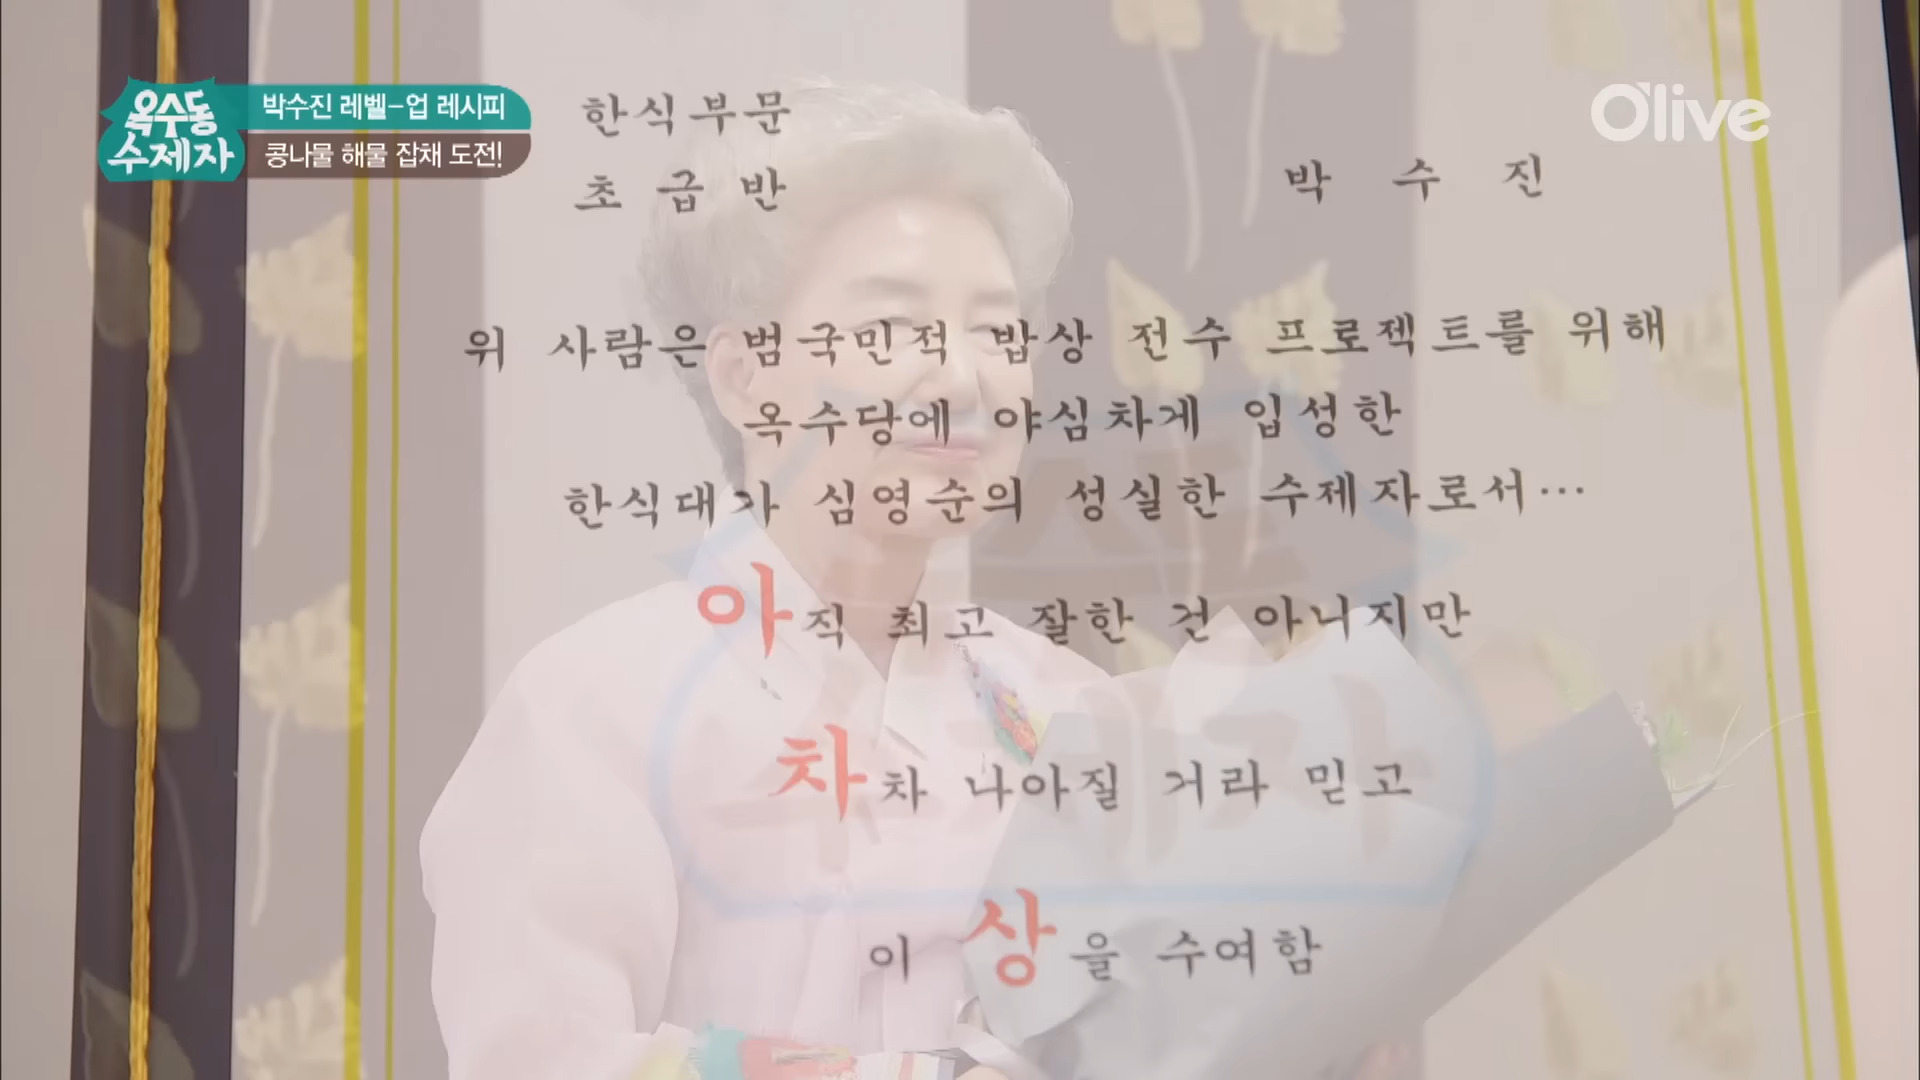 옥수동
수제자
박수진 레벨-업 레시피
콩나물 해물 잡채 도전!
O'live
한식부문
초급반
박수진
위 사람은 범국민적 밥상 전수 프로젝트를 위해
옥수당에 야심차게 입성한
한식대가 심영순의 성실한 수제자로서...
아직 최고 잘한 건 아니지만
차차 나아질 거라 믿고
이 상을 수여함